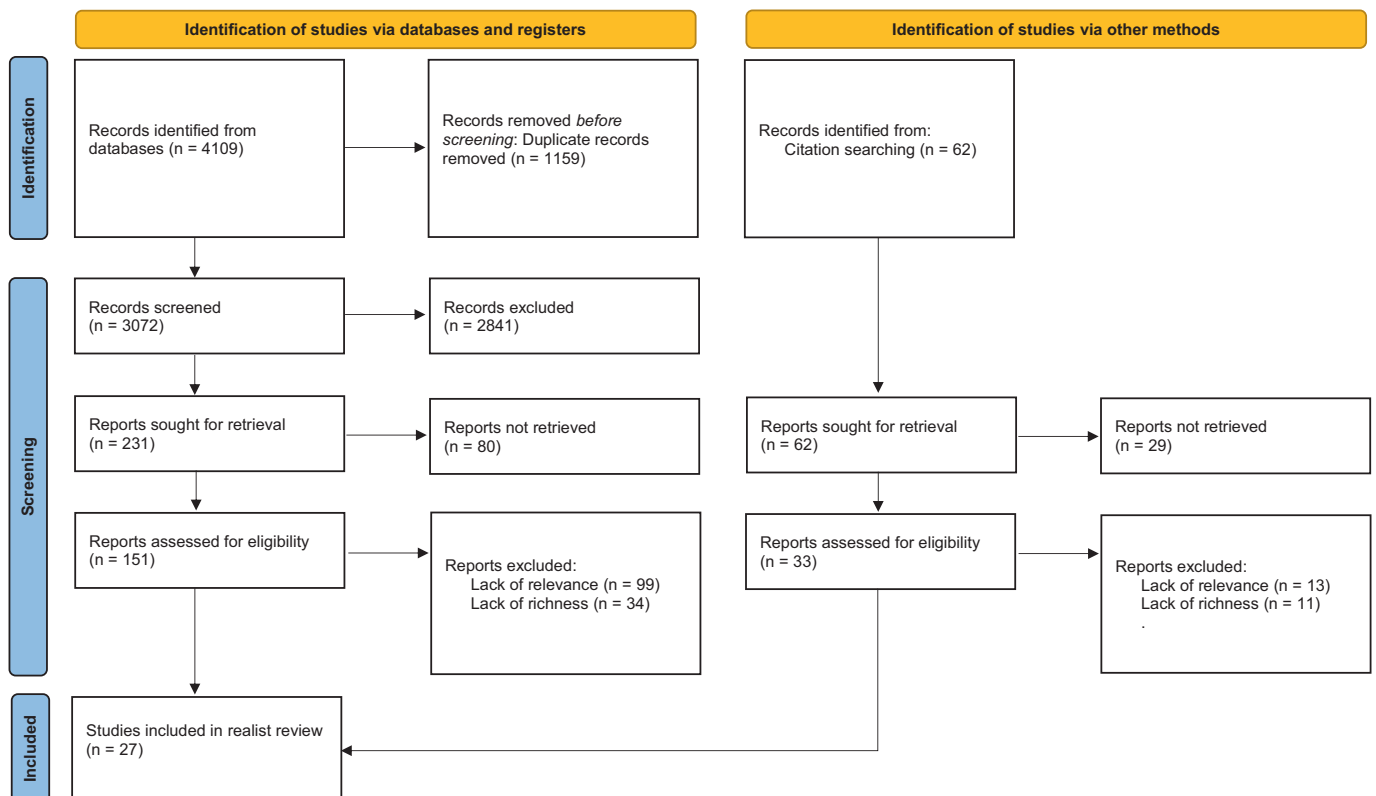 Identification of studies via databases and registers
Identification of studies via other methods
Identification
Records identified from
databases (n = 4109)
Records removed before
screening: Duplicate records
removed (n = 1159)
Records identified from:
Citation searching (n = 62)
Screening
Records screened
(n = 3072)
Records excluded
(n = 2841)
Reports sought for retrieval
(n = 231)
Reports not retrieved
(n = 80)
Reports sought for retrieval
(n = 62)
Reports not retrieved
(n = 29)
Reports assessed for eligibility
(n = 151)
Reports excluded:
Lack of relevance (n = 99)
Lack of richness (n = 34)
Reports assessed for eligibility
(n = 33)
Reports excluded:
Lack of relevance (n = 13)
Lack of richness (n = 11)
.
Included
Studies included in realist review
(n = 27)